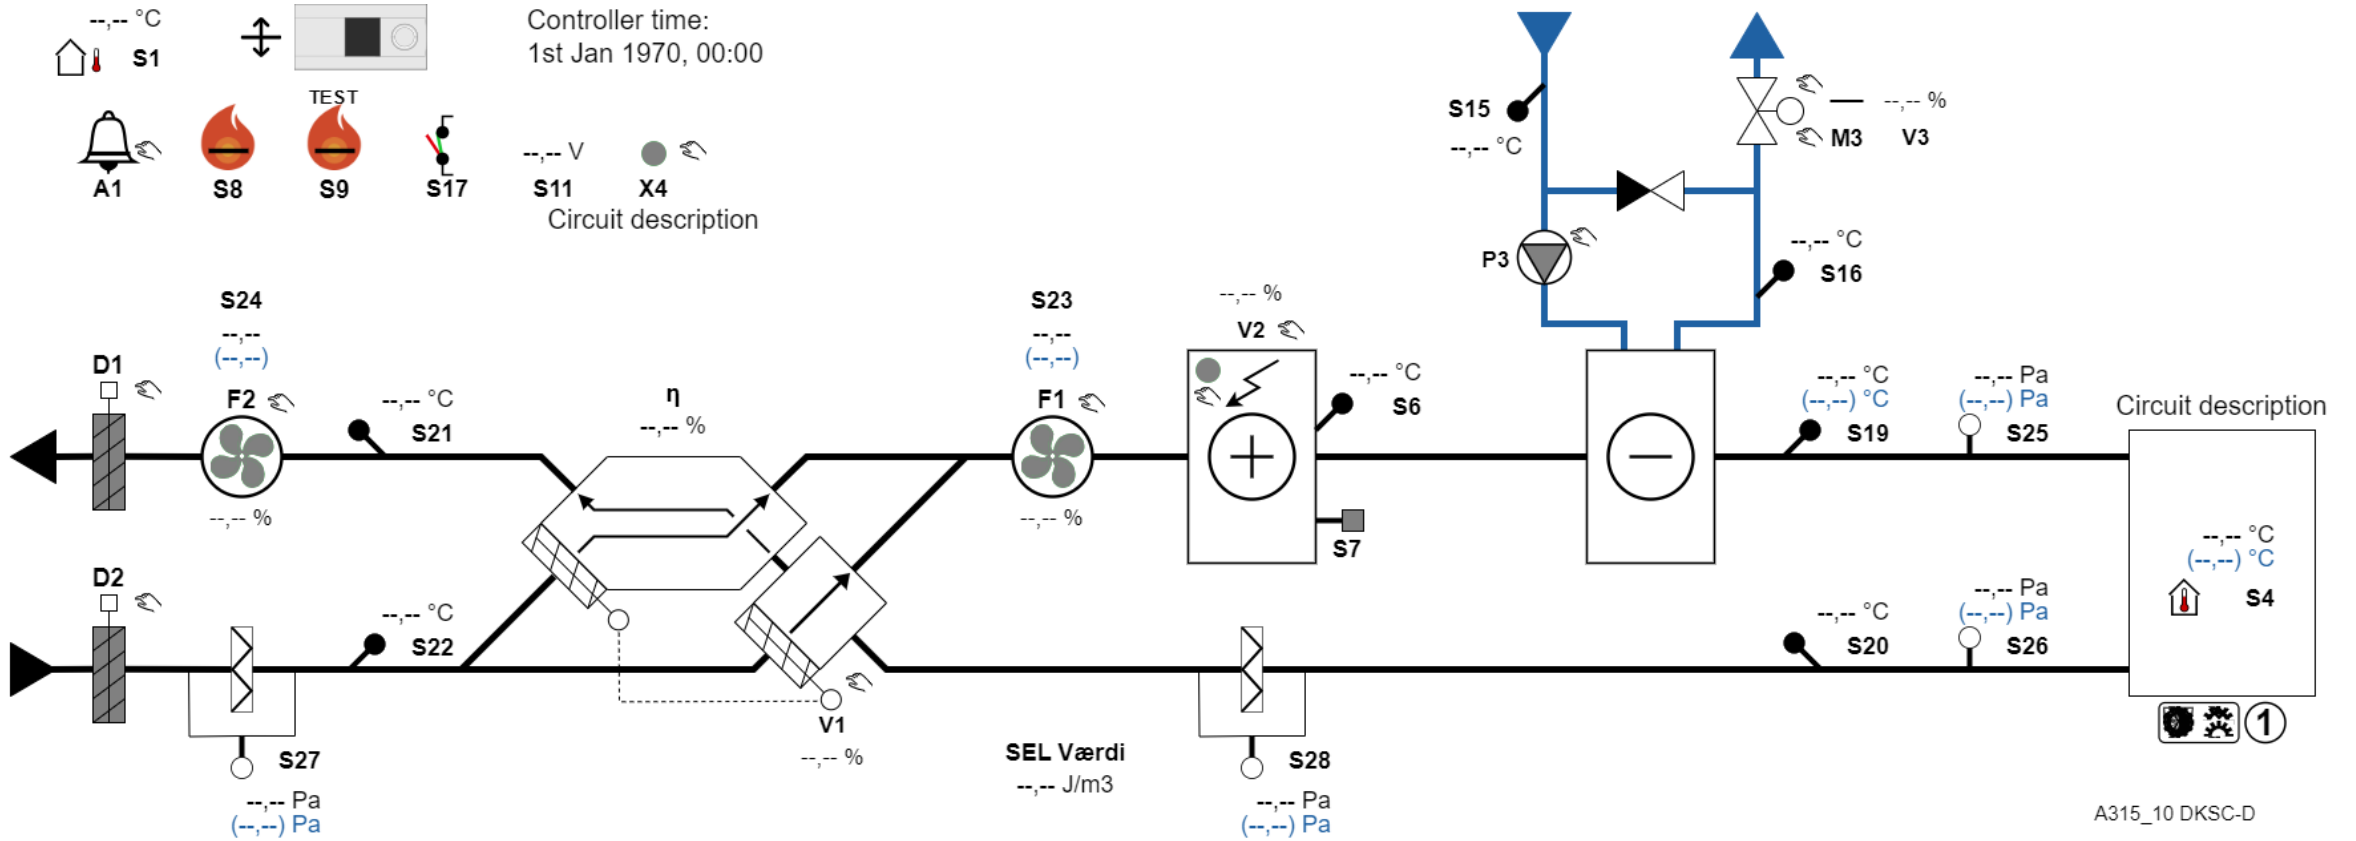 --,-- °C
S1
Controller time:
1st Jan 1970, 00:00
TEST
A1
S8
S9
S17
--,-- V
S11
X4
Circuit description
S15
--,-- °C
--,-- %
M3
V3
P3
--,-- °C
S16
S24
--,--
(--,--)
F2
--,-- %
D1
--,-- °C
S21
η
--,-- %
S23
--,--
(--,--)
F1
--,-- %
--,-- %
V2
--,-- °C
S6
S7
--,-- °C
(--,--) °C
S19
--,-- Pa
(--,--) Pa
S25
Circuit description
--,-- °C
(--,--) °C
S4
1
D2
--,-- °C
S22
S27
--,-- Pa
(--,--) Pa
V1
--,-- %
SEL Værdi
--,-- J/m3
S28
--,-- Pa
(--,--) Pa
--,-- °C
S20
--,-- Pa
(--,--) Pa
S26
A315_10 DKSC-D